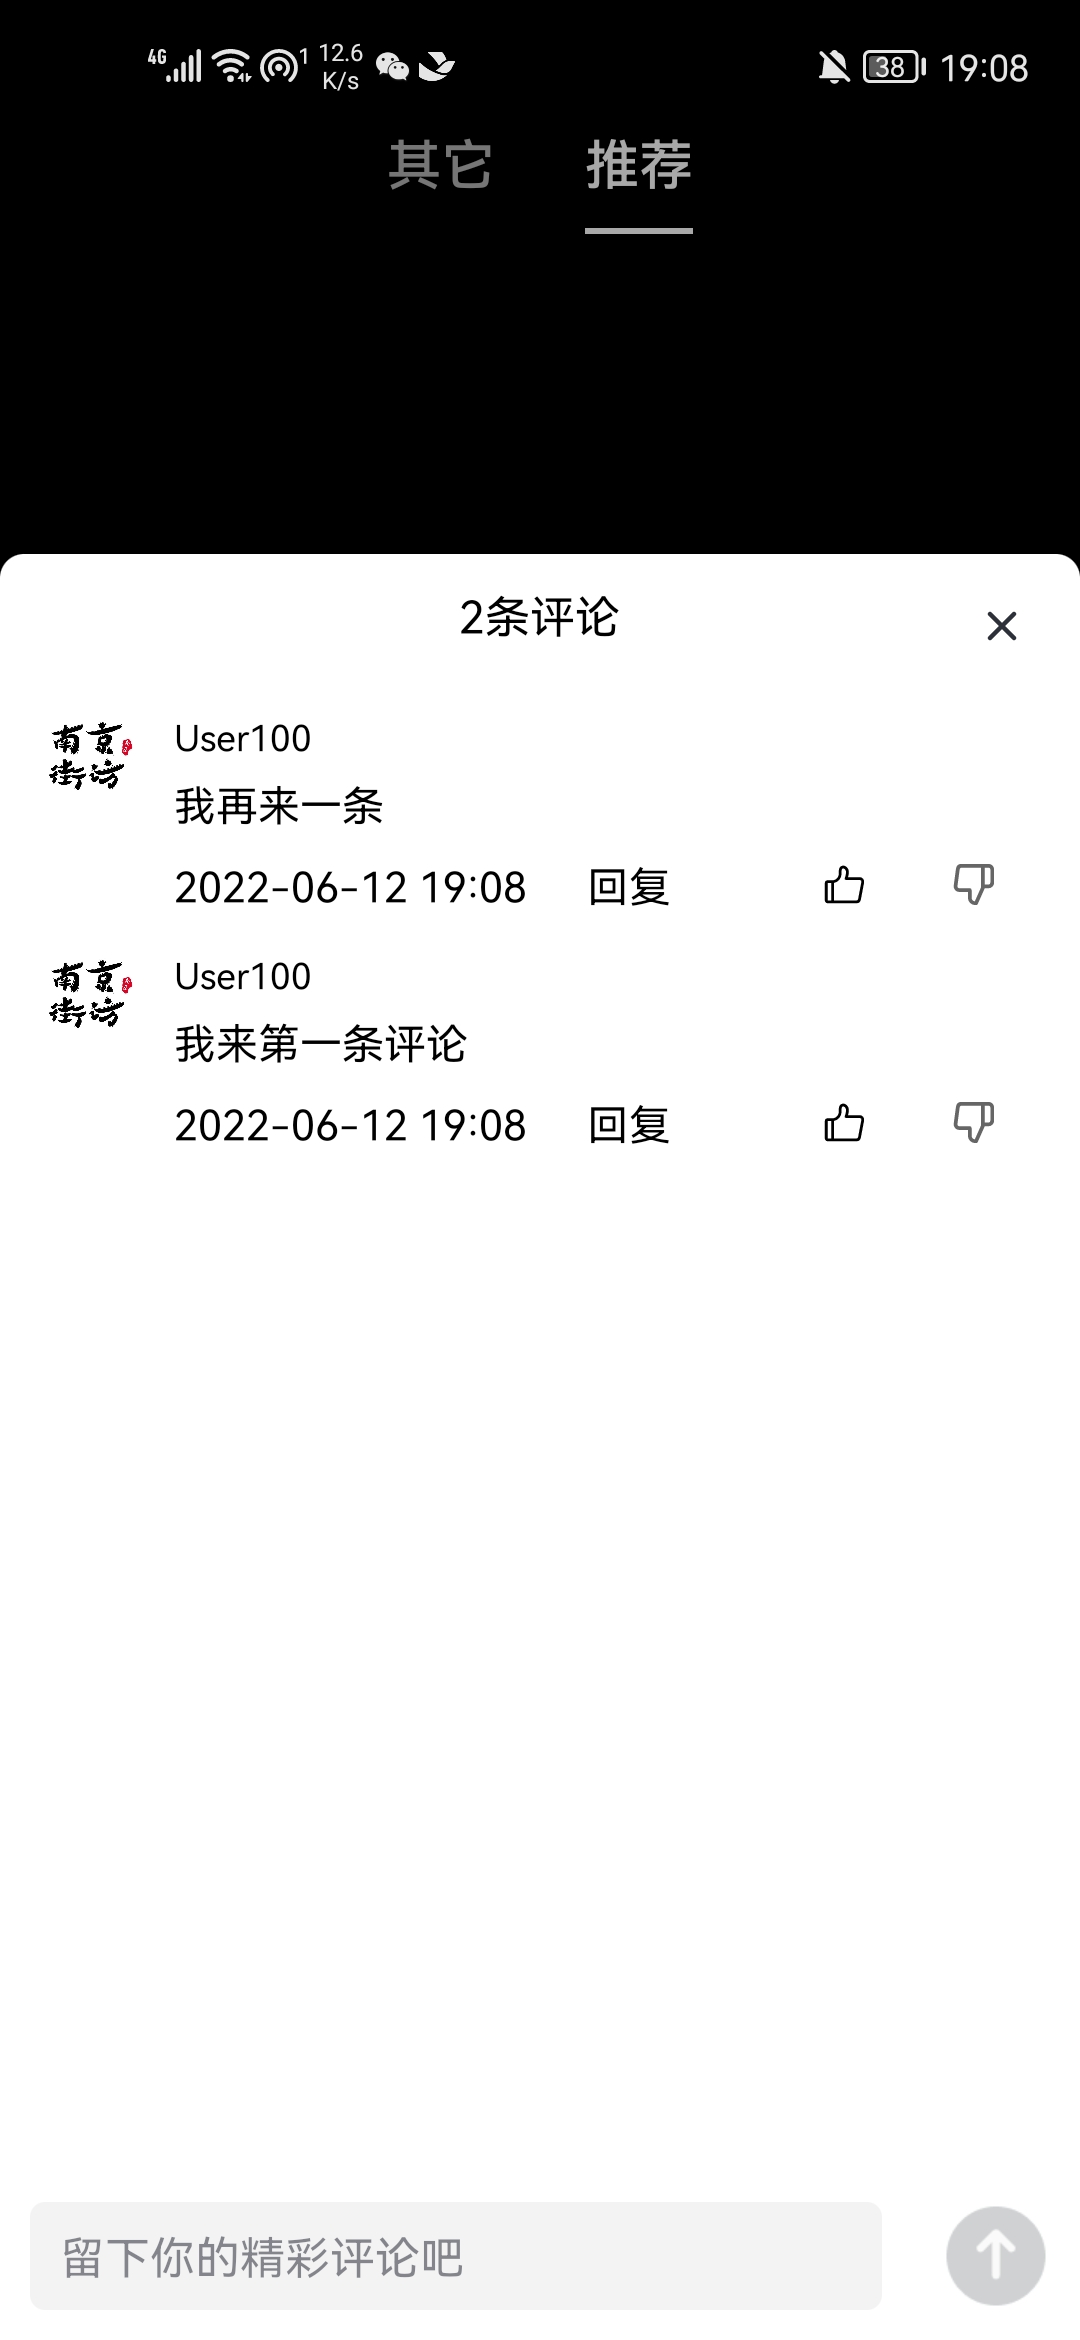 4G 1 12.6 K/s 38 19:08
其它 推荐
2条评论
南京
街坊
User100
我再来一条
2022-06-12 19:08 回复
南京
街坊
User100
我来第一条评论
2022-06-12 19:08 回复
留下你的精彩评论吧